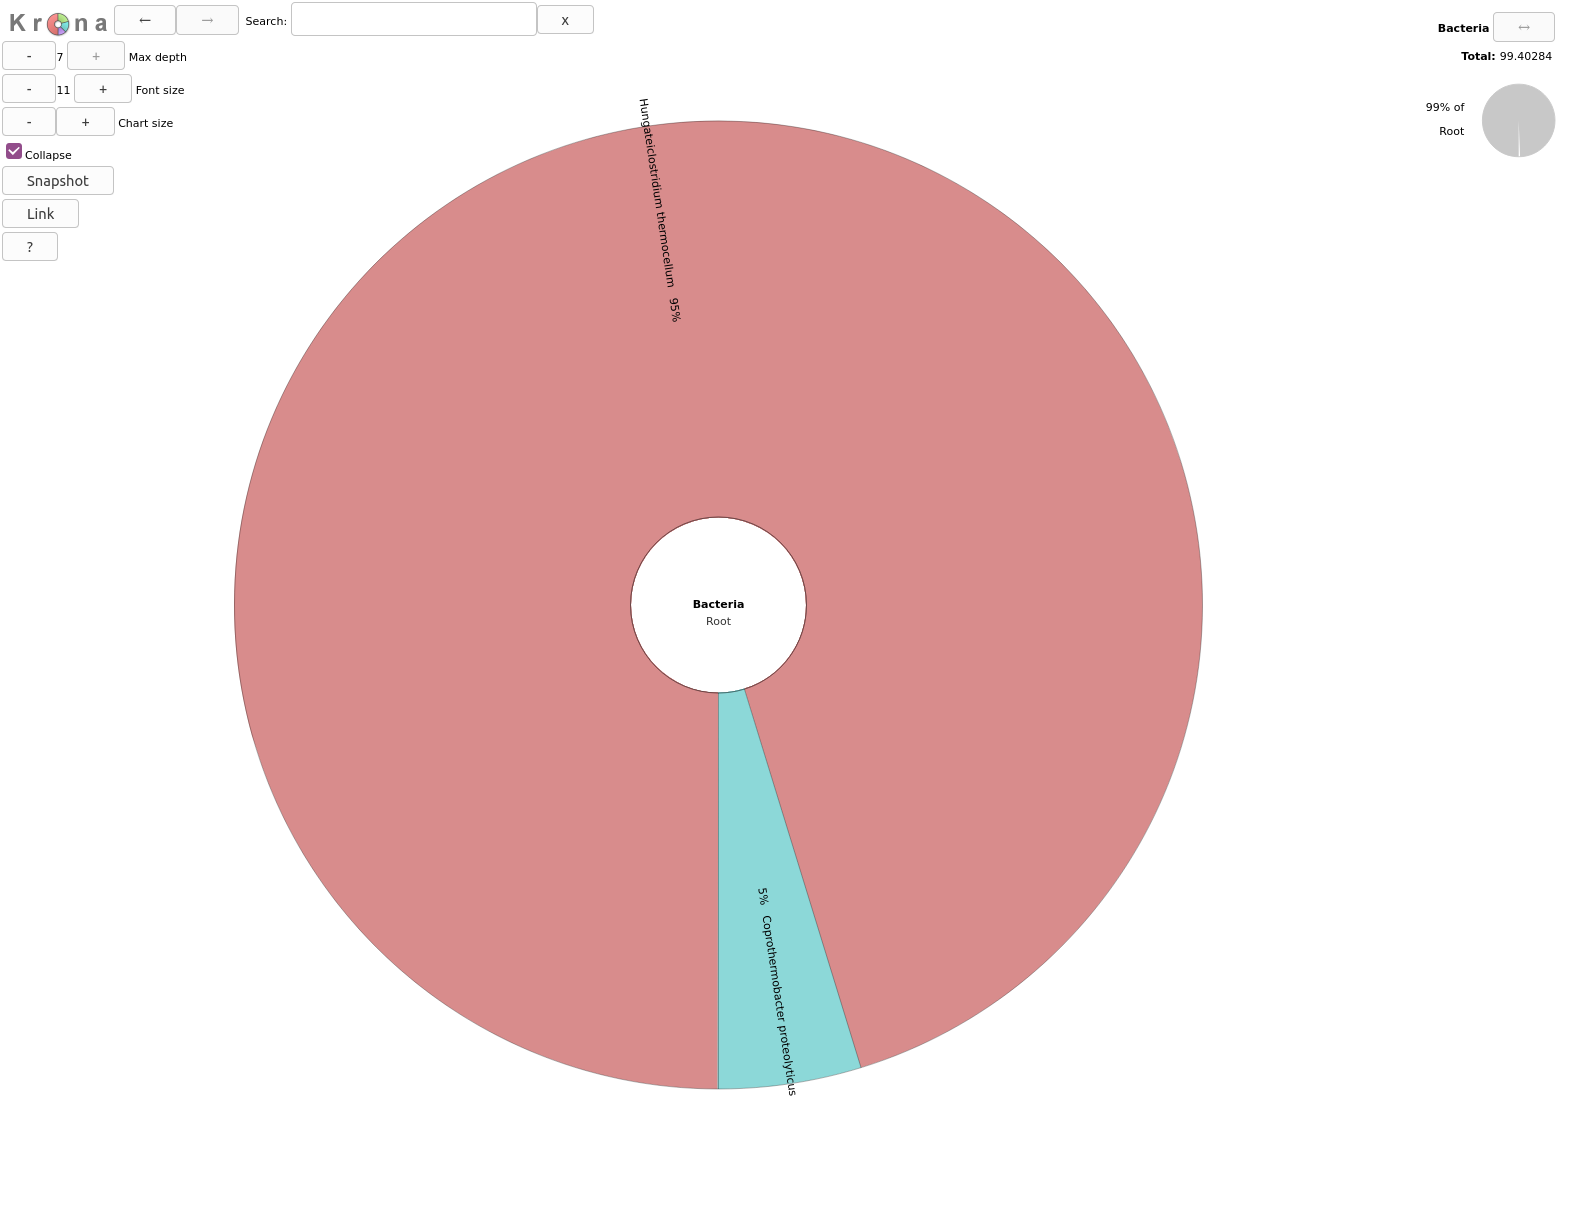 Krona
← → Search: x
- 7 + Max depth
- 11 + Font size
- + Chart size
Collapse
Snapshot
Link
?
Bacteria ↔
Total: 99.40284
99% of
Root
Hungateiclostridium thermocellum 95%
Bacteria
Root
5% Coprothermobacter proteolyticus